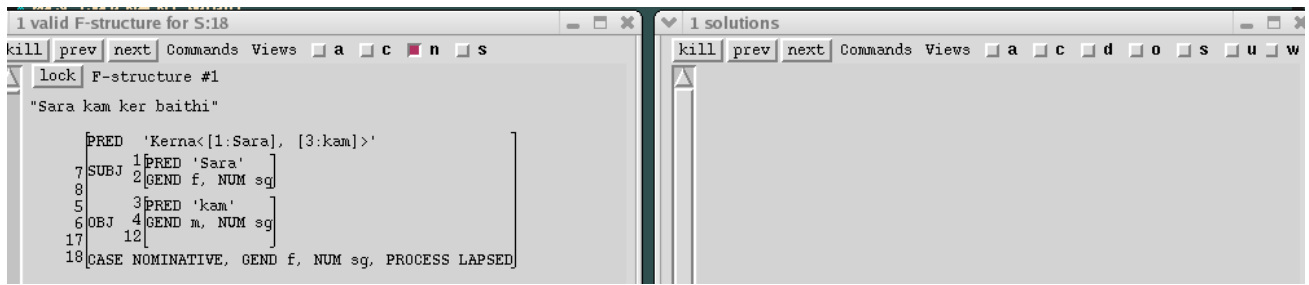 1 valid F-structure for S:18
kill prev next Commands Views a c n s
lock F-structure #1
"Sara kam ker baithi"
PRED 'Kerna<[1:Sara], [3:kam]>'
1 PRED 'Sara'
7 SUBJ 2 GEND f, NUM sg
8
5 3 PRED 'kam'
6 OBJ 4 GEND m, NUM sg
17 12
18 CASE NOMINATIVE, GEND f, NUM sg, PROCESS LAPSED
1 solutions
kill prev next Commands Views a c d o s u w